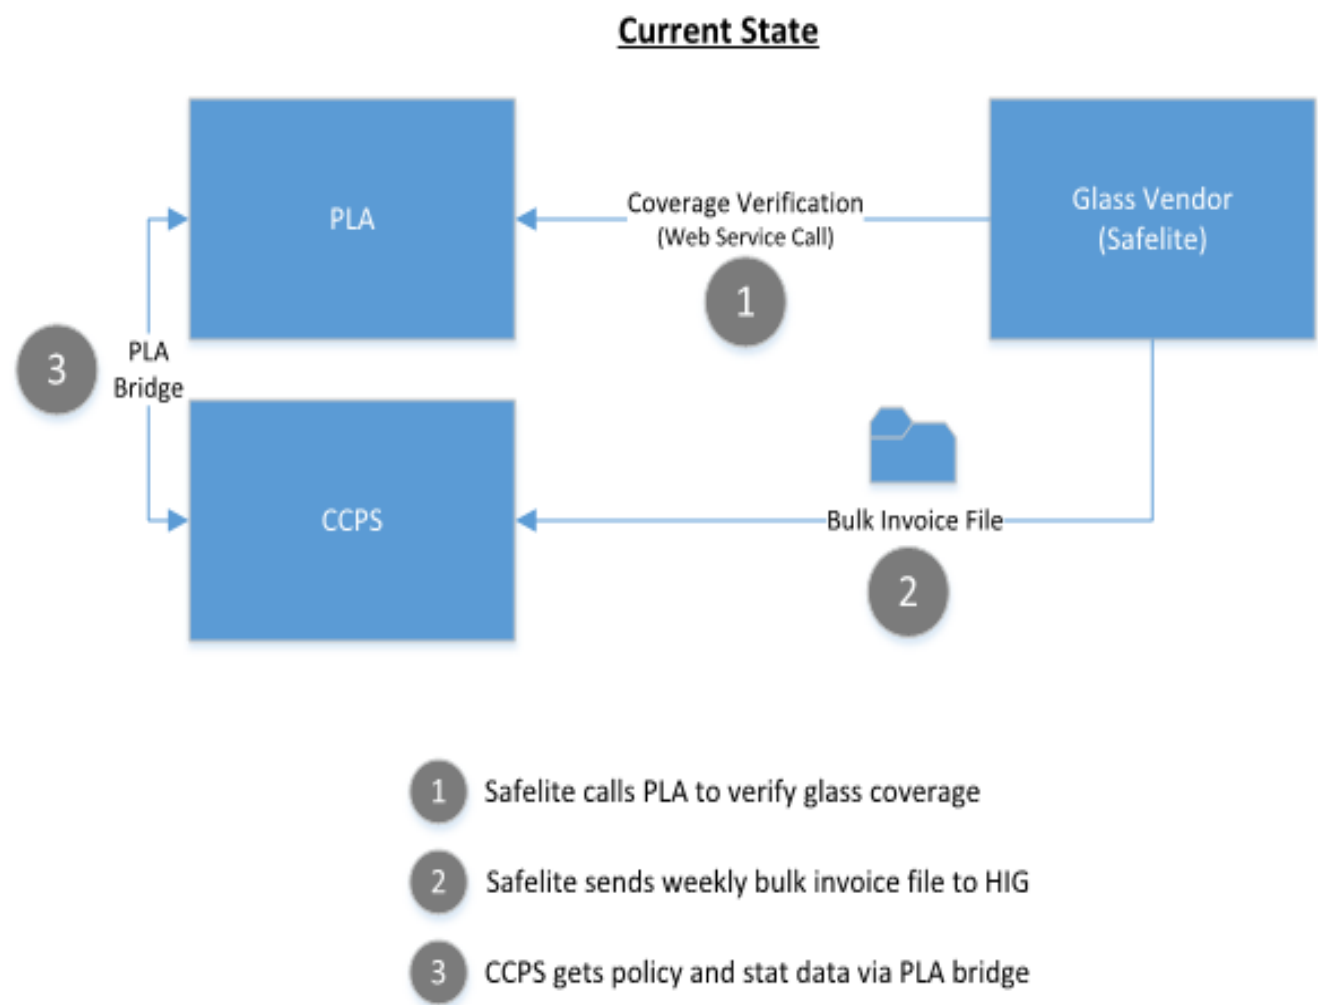 Current State
PLA
Coverage Verification
(Web Service Call)
1
Glass Vendor
(Safelite)
3
PLA
Bridge
CCPS
Bulk Invoice File
2
1 Safelite calls PLA to verify glass coverage
2 Safelite sends weekly bulk invoice file to HIG
3 CCPS gets policy and stat data via PLA bridge